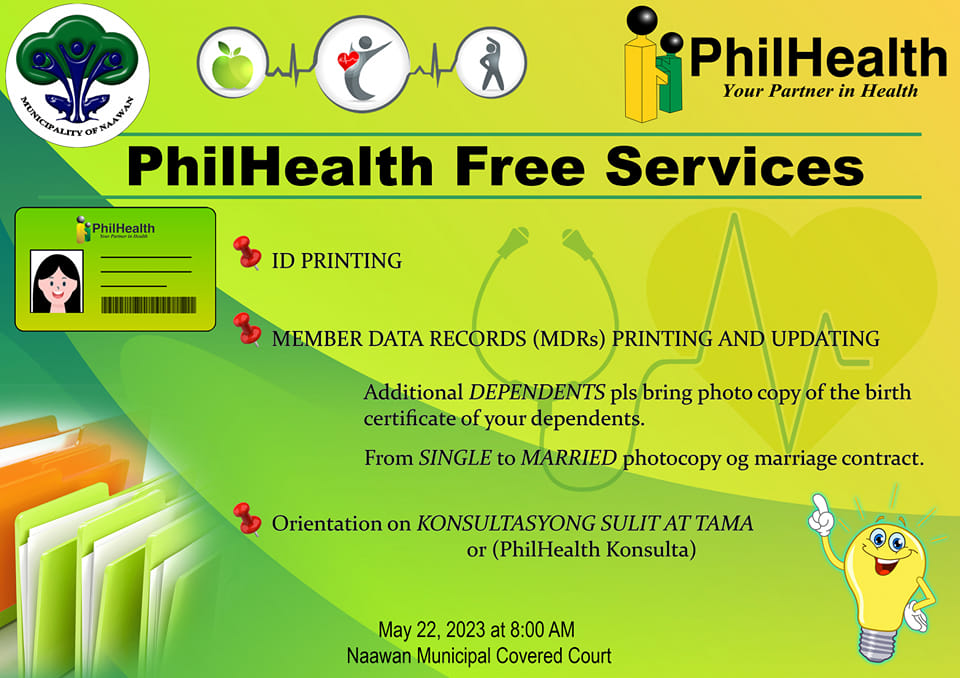 MUNICIPALITY OF NAAWAN
PhilHealth
Your Partner in Health
PhilHealth Free Services
PhilHealth
Your Partner in Health
ID PRINTING
MEMBER DATA RECORDS (MDRs) PRINTING AND UPDATING
Additional DEPENDENTS pls bring photo copy of the birth
certificate of your dependents.
From SINGLE to MARRIED photocopy og marriage contract.
Orientation on KONSULTASYONG SULIT AT TAMA
or (PhilHealth Konsulta)
May 22, 2023 at 8:00 AM
Naawan Municipal Covered Court